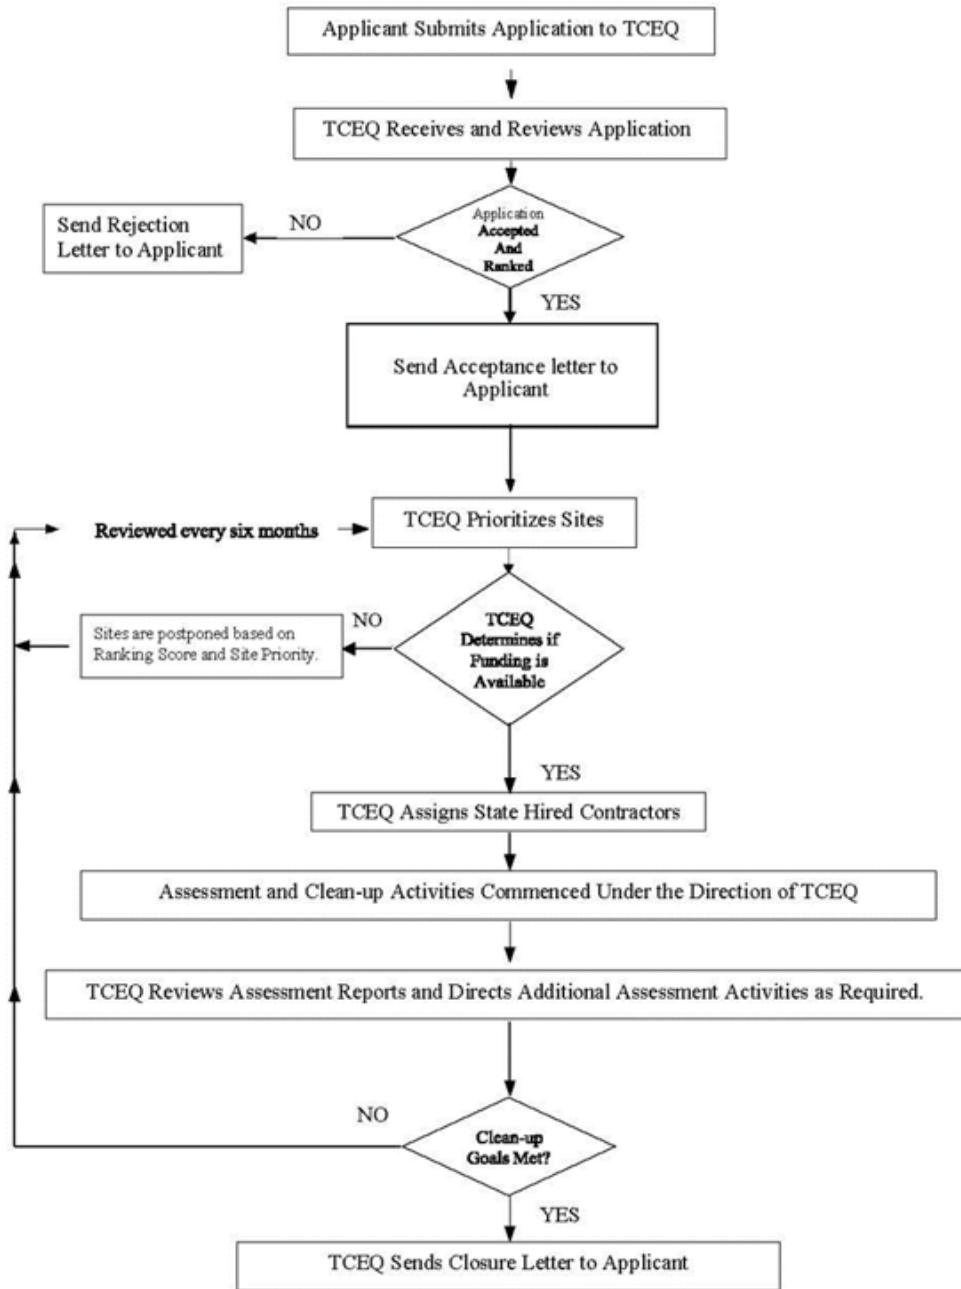 Applicant Submits Application to TCEQ
TCEQ Receives and Reviews Application
Application
Accepted
And
Ranked
NO
Send Rejection
Letter to Applicant
YES
Send Acceptance letter to
Applicant
Reviewed every six months
TCEQ Prioritizes Sites
TCEQ
Determines if
Funding is
Available
NO
Sites are postponed based on
Ranking Score and Site Priority.
YES
TCEQ Assigns State Hired Contractors
Assessment and Clean-up Activities Commenced Under the Direction of TCEQ
TCEQ Reviews Assessment Reports and Directs Additional Assessment Activities as Required.
NO
Clean-up
Goals Met?
YES
TCEQ Sends Closure Letter to Applicant